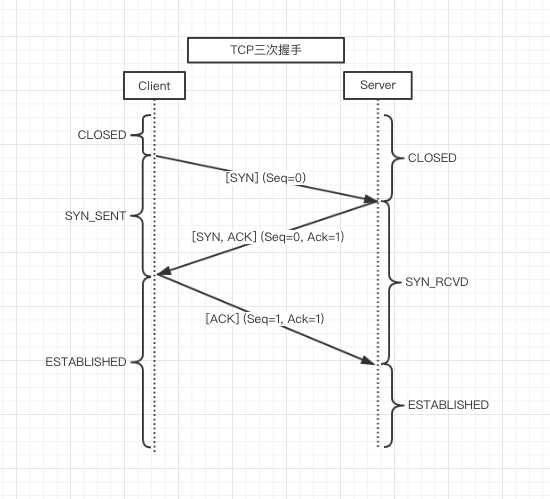 TCP三次握手
Client
Server
CLOSED
CLOSED
[SYN] (Seq=0)
SYN_SENT
[SYN, ACK] (Seq=0, Ack=1)
SYN_RCVD
[ACK] (Seq=1, Ack=1)
ESTABLISHED
ESTABLISHED